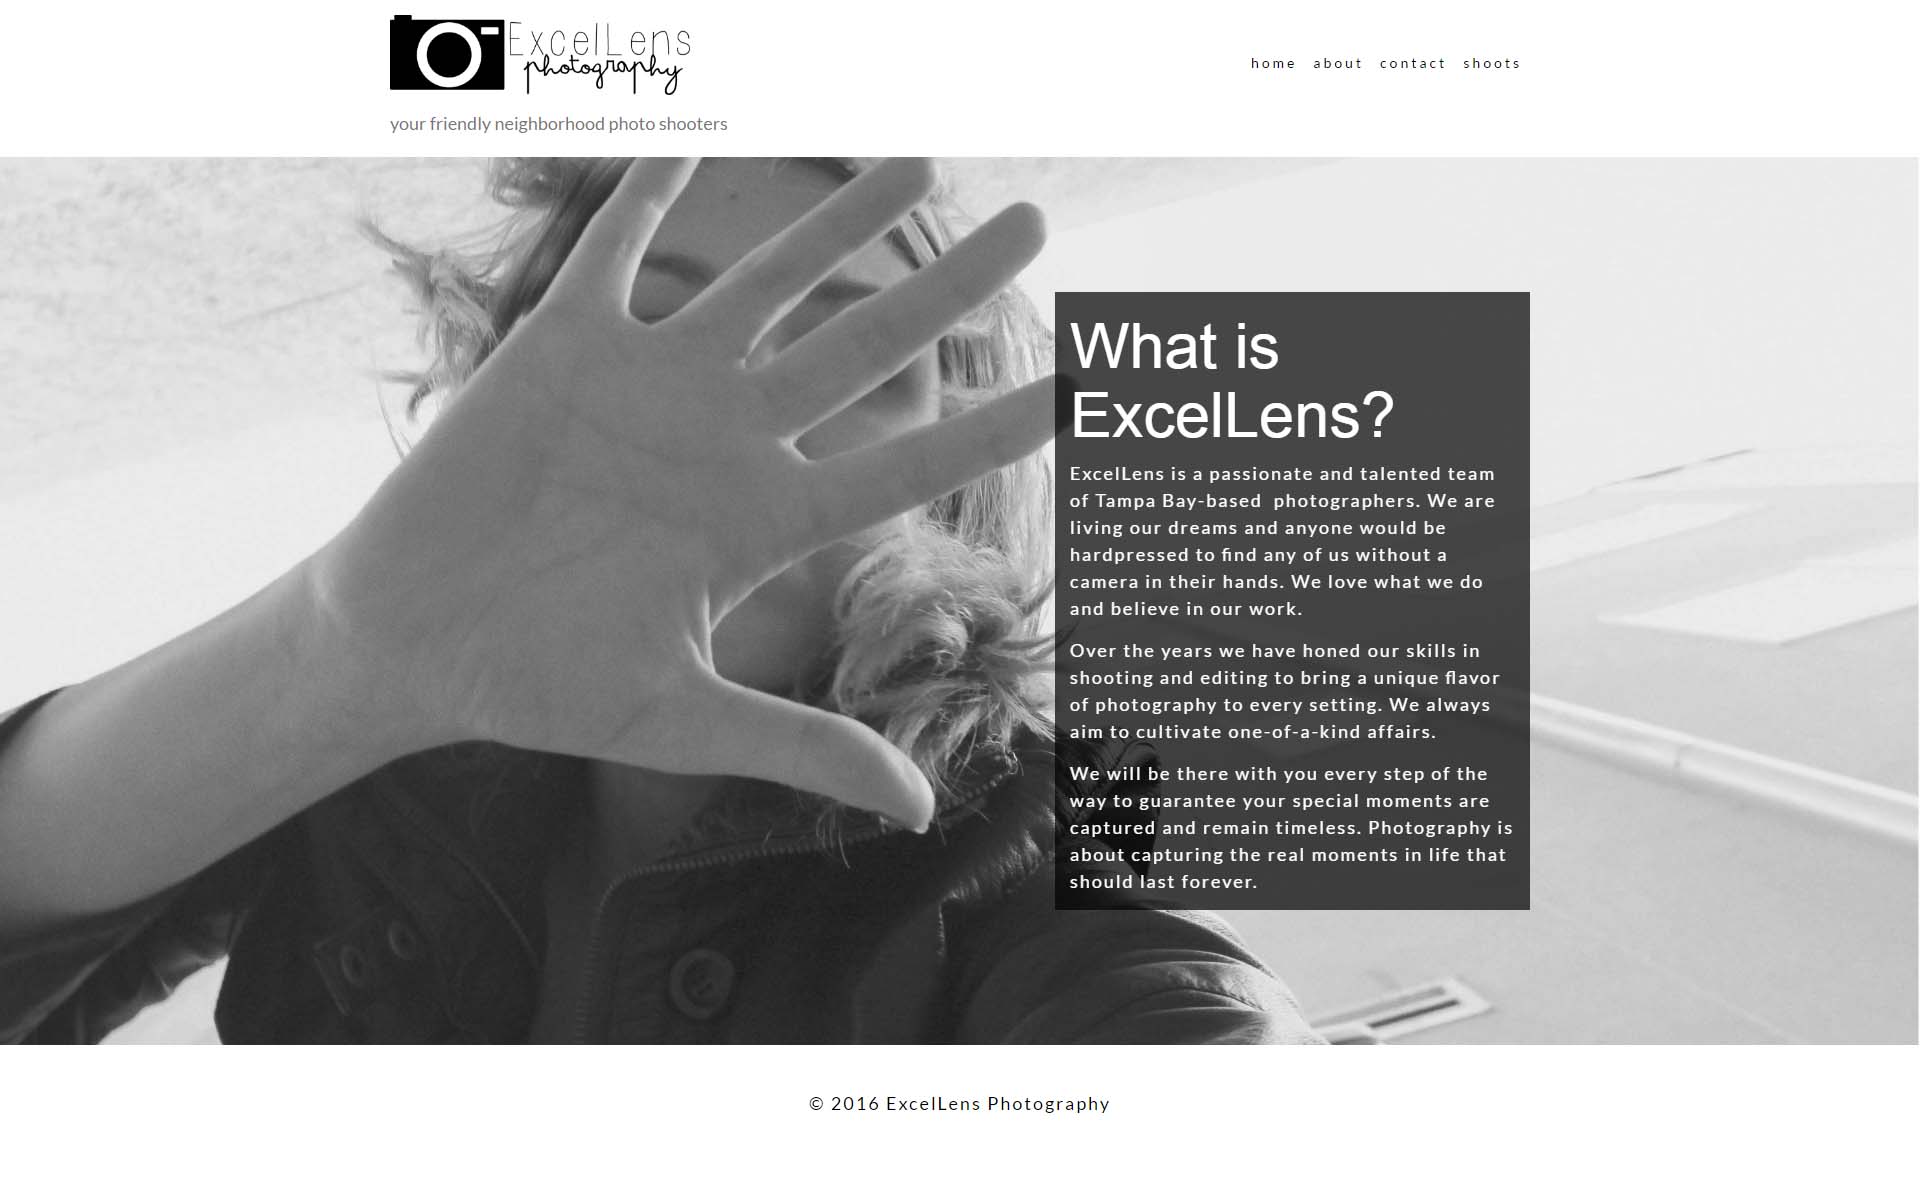 ExcelLens
photography
home about contact shoots
your friendly neighborhood photo shooters
What is
ExcelLens?
ExcelLens is a passionate and talented team
of Tampa Bay-based  photographers. We are
living our dreams and anyone would be
hardpressed to find any of us without a
camera in their hands. We love what we do
and believe in our work.
Over the years we have honed our skills in
shooting and editing to bring a unique flavor
of photography to every setting. We always
aim to cultivate one-of-a-kind affairs.
We will be there with you every step of the
way to guarantee your special moments are
captured and remain timeless. Photography is
about capturing the real moments in life that
should last forever.
© 2016 ExcelLens Photography